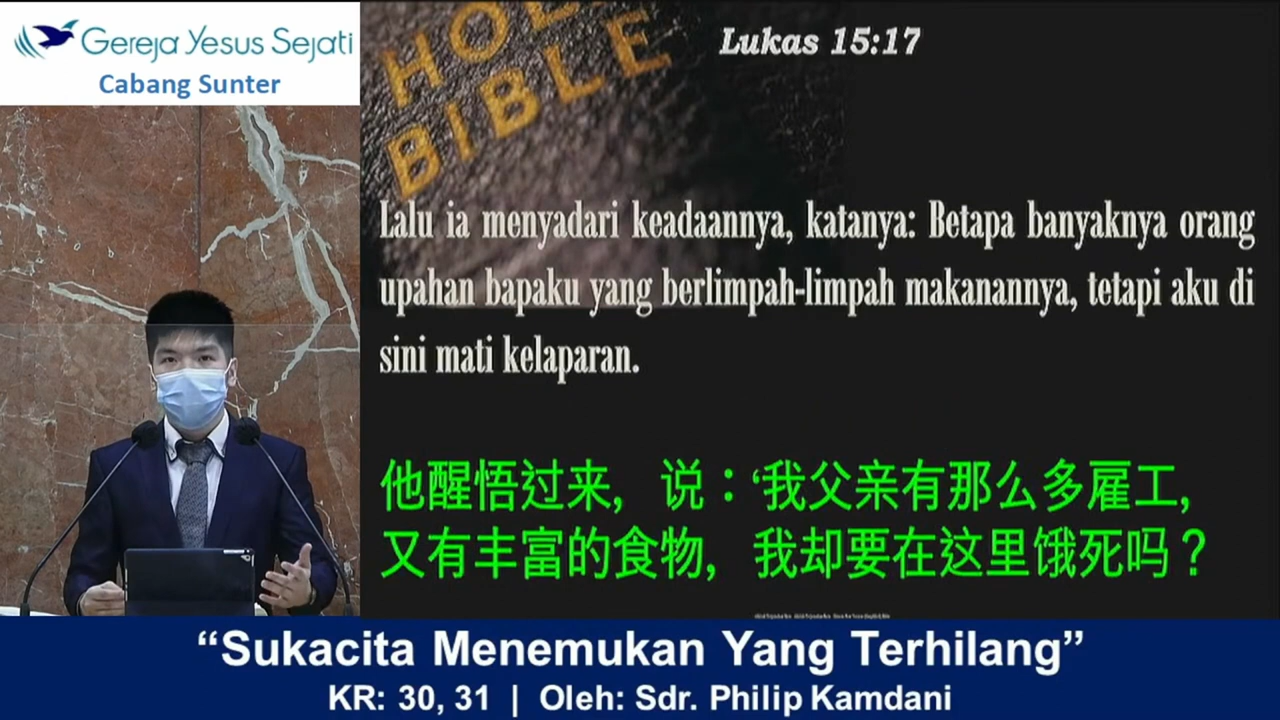 Gereja Yesus Sejati
Cabang Sunter
HOLY
BIBLE
Lukas 15:17
Lalu ia menyadari keadaannya, katanya: Betapa banyaknya orang
upahan bapaku yang berlimpah-limpah makanannya, tetapi aku di
sini mati kelaparan.
他醒悟过来, 说：‘我父亲有那么多雇工,
又有丰富的食物, 我却要在这里饿死吗？
“Sukacita Menemukan Yang Terhilang”
KR: 30, 31 | Oleh: Sdr. Philip Kamdani